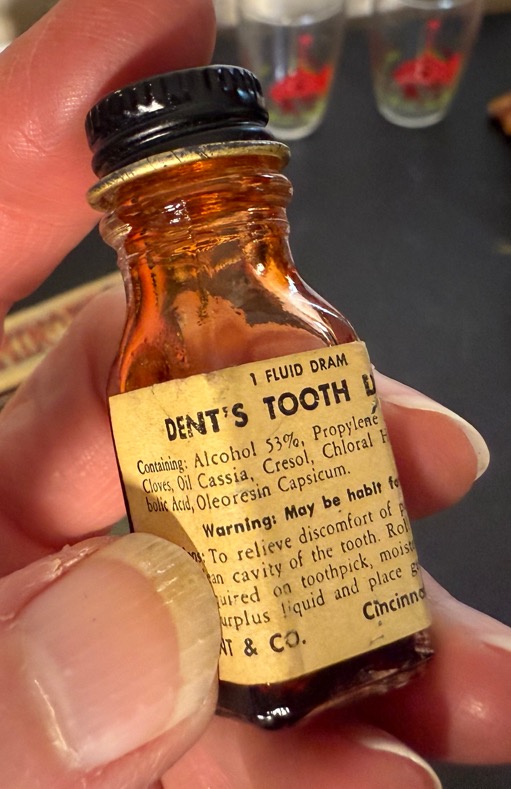 1 FLUID DRAM
DENT'S TOOTH
Containing: Alcohol 53%, Propylene
Cloves, Oil Cassia, Cresol, Chloral
bolic Acid, Oleoresin Capsicum.
Warning: May be habit
To relieve discomfort of
cavity of the tooth.
on toothpick,
liquid and place
& CO.